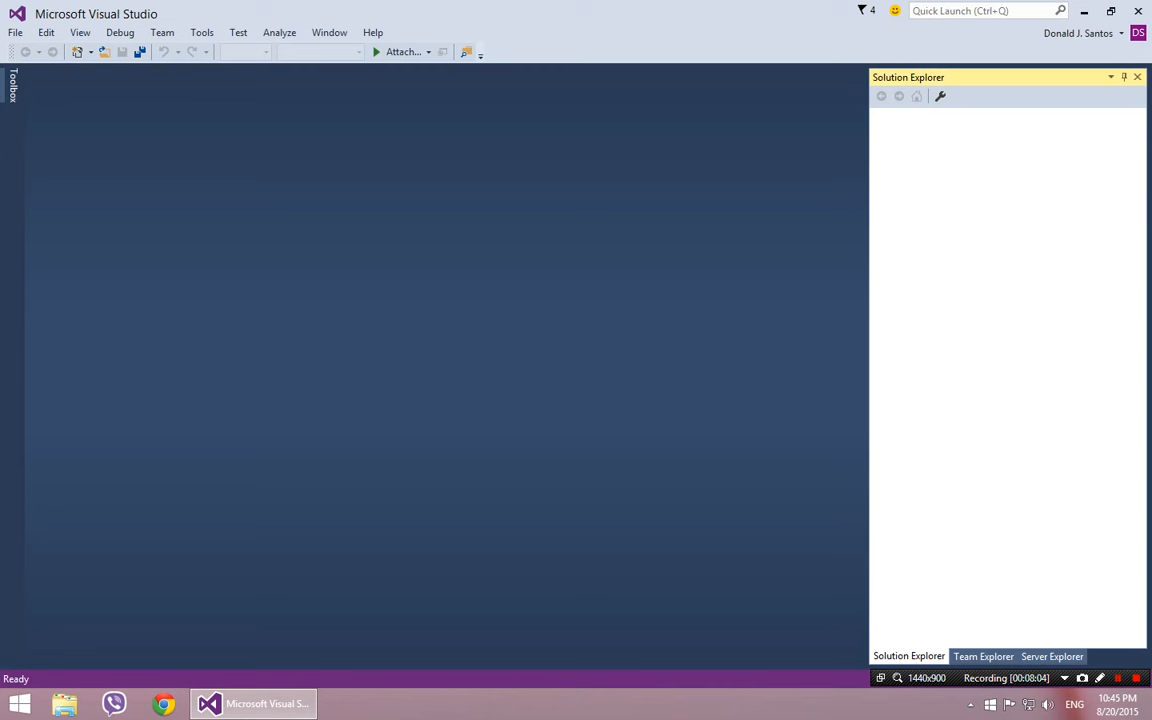 Microsoft Visual Studio
4
Quick Launch (Ctrl+Q)
File Edit View Debug Team Tools Test Analyze Window Help
Donald J. Santos DS
Attach...
Toolbox
Solution Explorer
Solution Explorer Team Explorer Server Explorer
Ready
1440x900 Recording [00:08:04]
Microsoft Visual S...
ENG
10:45 PM
8/20/2015